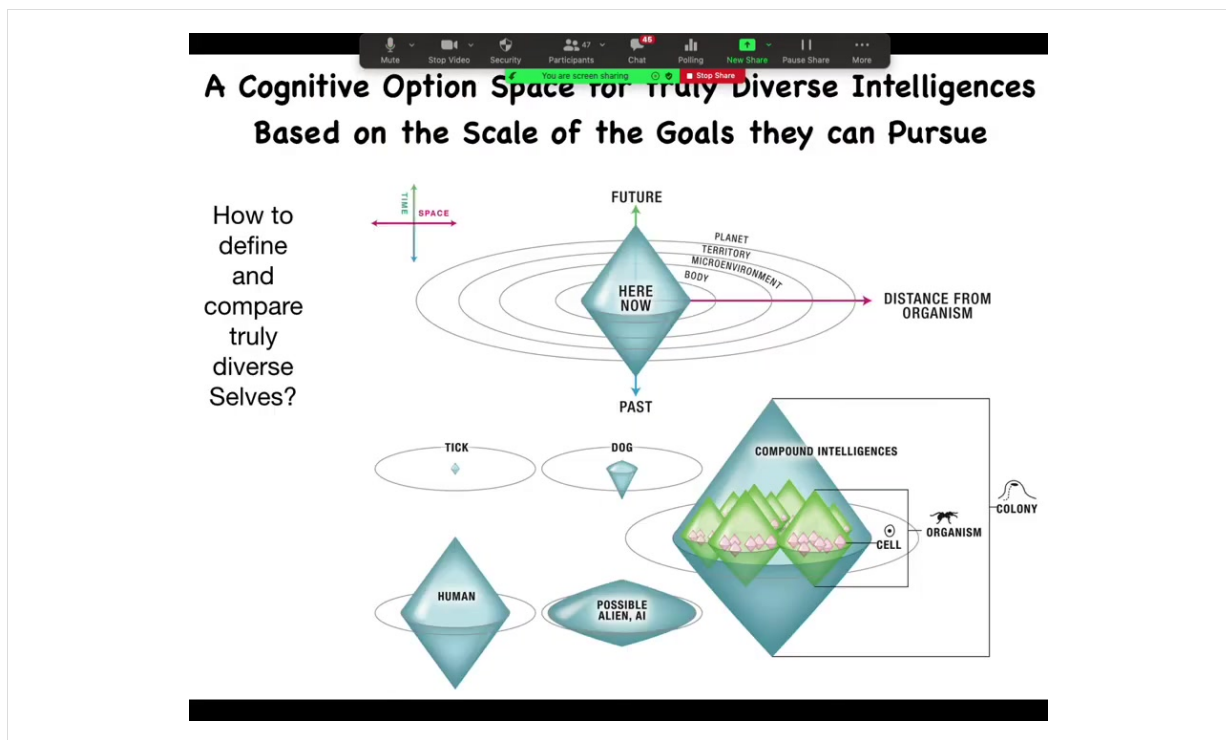 Mute
Stop Video
Security
47
Participants
45
Chat
Polling
New Share
Pause Share
More
You are screen sharing
Stop Share
A Cognitive Option Space for Truly Diverse Intelligences
Based on the Scale of the Goals they can Pursue
How to
define
and
compare
truly
diverse
Selves?
TIME
SPACE
FUTURE
PLANET
TERRITORY
MICROENVIRONMENT
BODY
HERE
NOW
DISTANCE FROM
ORGANISM
PAST
TICK
DOG
COMPOUND INTELLIGENCES
COLONY
ORGANISM
CELL
HUMAN
POSSIBLE
ALIEN, AI